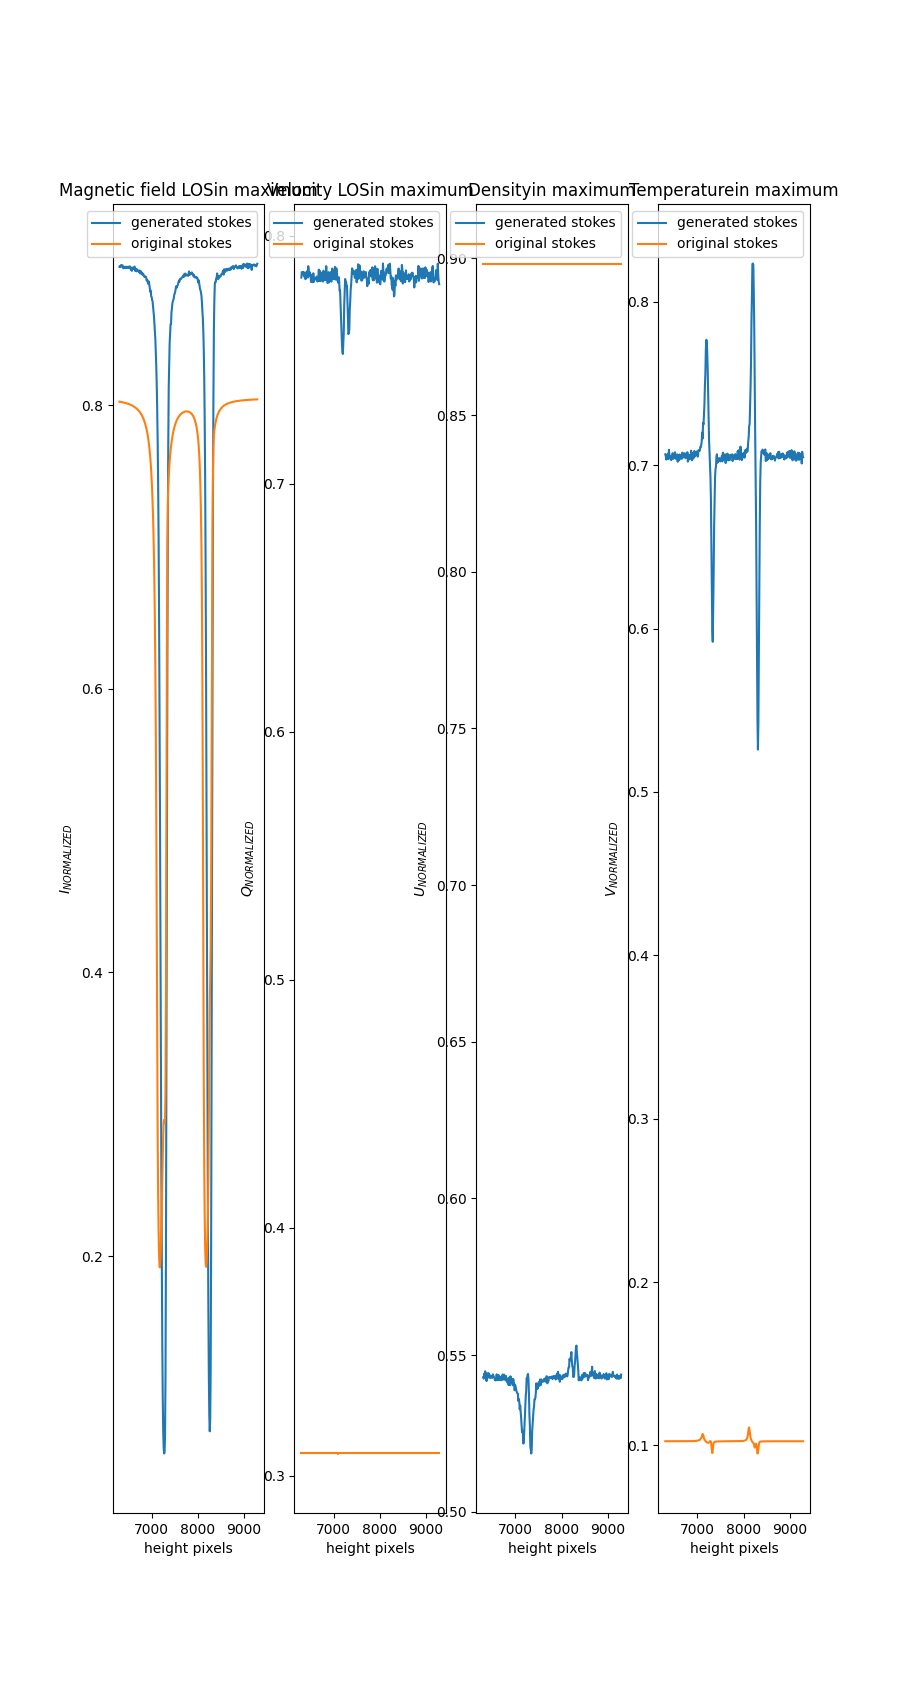 Magnetic field LOSin maximum
Velocity LOSin maximum
Densityin maximum
Temperaturein maximum
generated stokes
original stokes
generated stokes
original stokes
generated stokes
original stokes
generated stokes
original stokes
I_NORMALIZED
0.8
0.6
0.4
0.2
7000 8000 9000
height pixels
Q_NORMALIZED
0.8
0.7
0.6
0.5
0.4
0.3
7000 8000 9000
height pixels
U_NORMALIZED
0.90
0.85
0.80
0.75
0.70
0.65
0.60
0.55
0.50
7000 8000 9000
height pixels
V_NORMALIZED
0.8
0.7
0.6
0.5
0.4
0.3
0.2
0.1
7000 8000 9000
height pixels